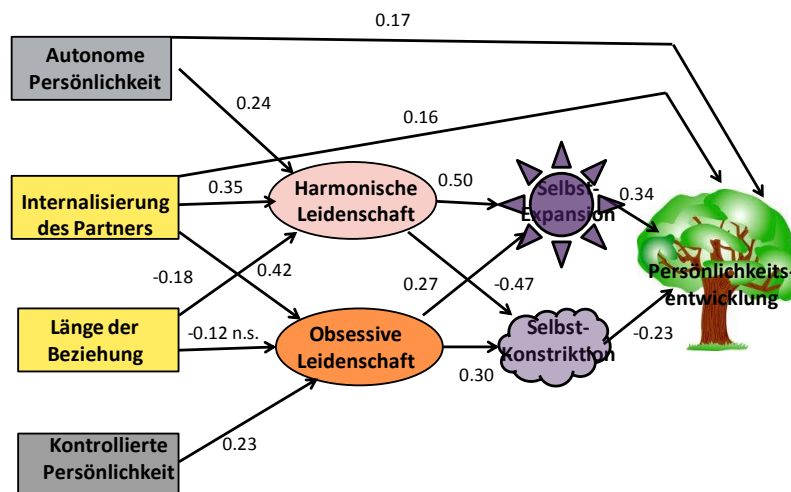 0.17
Autonome
Persönlichkeit
0.24
0.16
Internalisierung
des Partners
0.35
Harmonische
Leidenschaft
0.50
Selbst-
Expansion
0.34
-0.18
0.42
0.27
-0.47
Persönlichkeits-
entwicklung
Länge der
Beziehung
-0.12 n.s.
Obsessive
Leidenschaft
0.30
Selbst-
Konstriktion
-0.23
Kontrollierte
Persönlichkeit
0.23